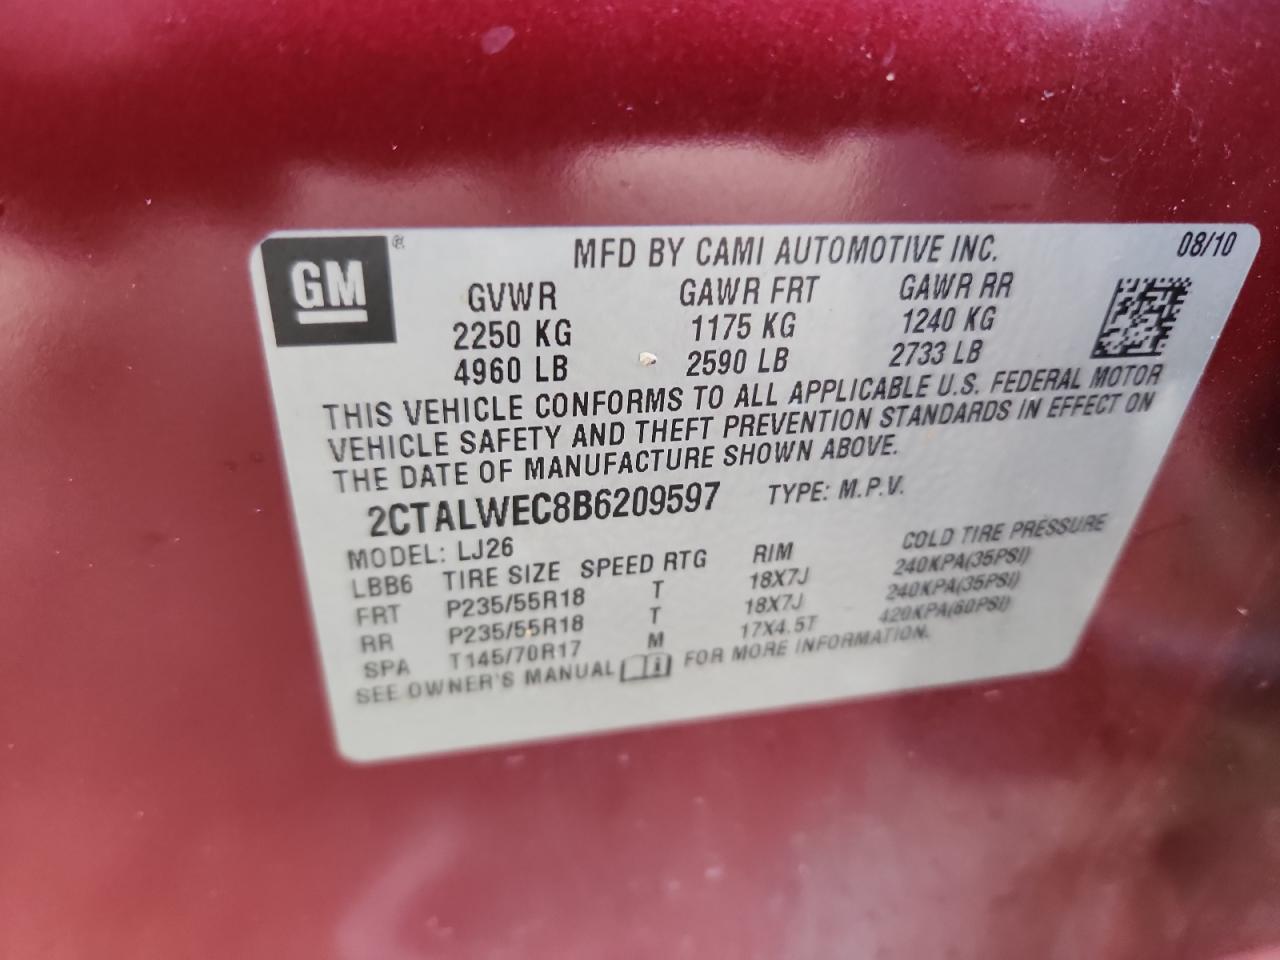 GM ®
MFD BY CAMI AUTOMOTIVE INC. 08/10
GVWR GAWR FRT GAWR RR
2250 KG 1175 KG 1240 KG
4960 LB 2590 LB 2733 LB
THIS VEHICLE CONFORMS TO ALL APPLICABLE U.S. FEDERAL MOTOR
VEHICLE SAFETY AND THEFT PREVENTION STANDARDS IN EFFECT ON
THE DATE OF MANUFACTURE SHOWN ABOVE.
2CTALWEC8B6209597 TYPE: M.P.V.
MODEL: LJ26
LBB6 TIRE SIZE SPEED RTG RIM COLD TIRE PRESSURE
FRT P235/55R18 T 18X7J 240KPA(35PSI)
RR P235/55R18 T 18X7J 240KPA(35PSI)
SPA T145/70R17 M 17X4.5T 420KPA(60PSI)
SEE OWNER'S MANUAL FOR MORE INFORMATION.